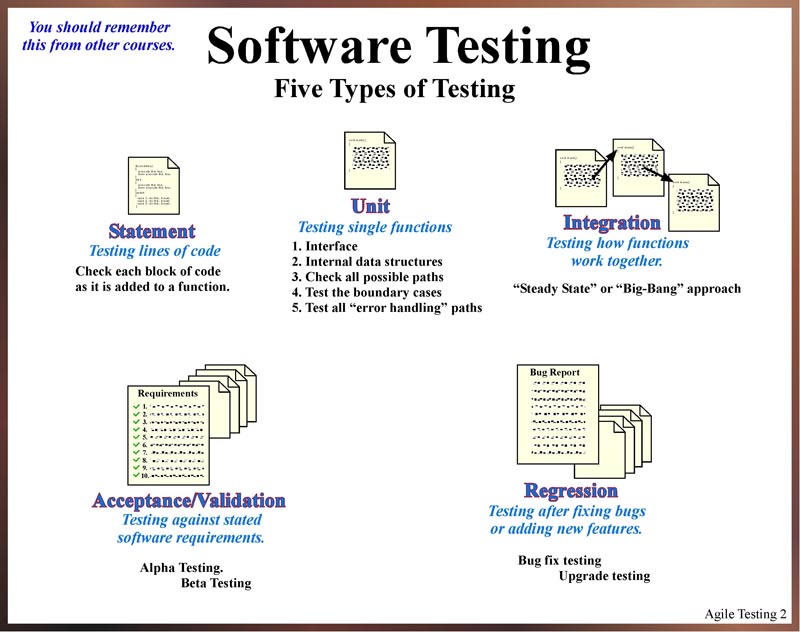 You should remember
this from other courses.
Software Testing
Five Types of Testing
Statement
Testing lines of code
Check each block of code
as it is added to a function.
Unit
Testing single functions
1. Interface
2. Internal data structures
3. Check all possible paths
4. Test the boundary cases
5. Test all “error handling” paths
Integration
Testing how functions
work together.
“Steady State” or “Big-Bang” approach
Requirements
1.
2.
3.
4.
5.
6.
7.
8.
9.
10.
Acceptance/Validation
Testing against stated
software requirements.
Alpha Testing.
Beta Testing
Bug Report
Regression
Testing after fixing bugs
or adding new features.
Bug fix testing
Upgrade testing
Agile Testing 2